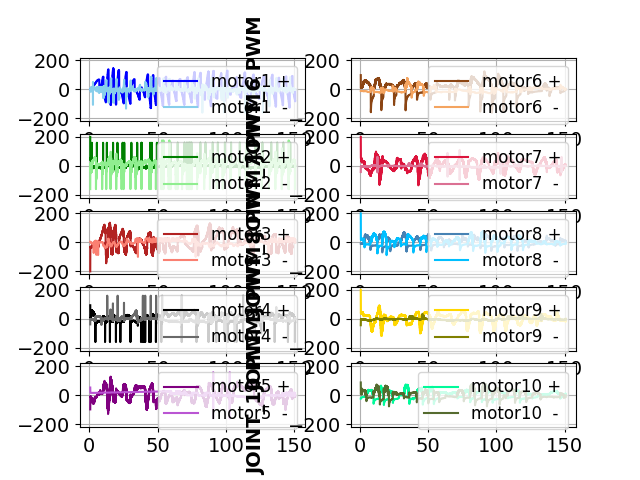 200
0
-200
motor1 +
motor1 -
200
0
-200
motor2 +
motor2 -
200
0
-200
motor3 +
motor3 -
200
0
-200
motor4 +
motor4 -
200
0
-200
motor5 +
motor5 -
0 50 100 150
JOINT
PWM
motor6 +
motor6 -
motor7 +
motor7 -
motor8 +
motor8 -
motor9 +
motor9 -
motor10 +
motor10 -
0 50 100 150